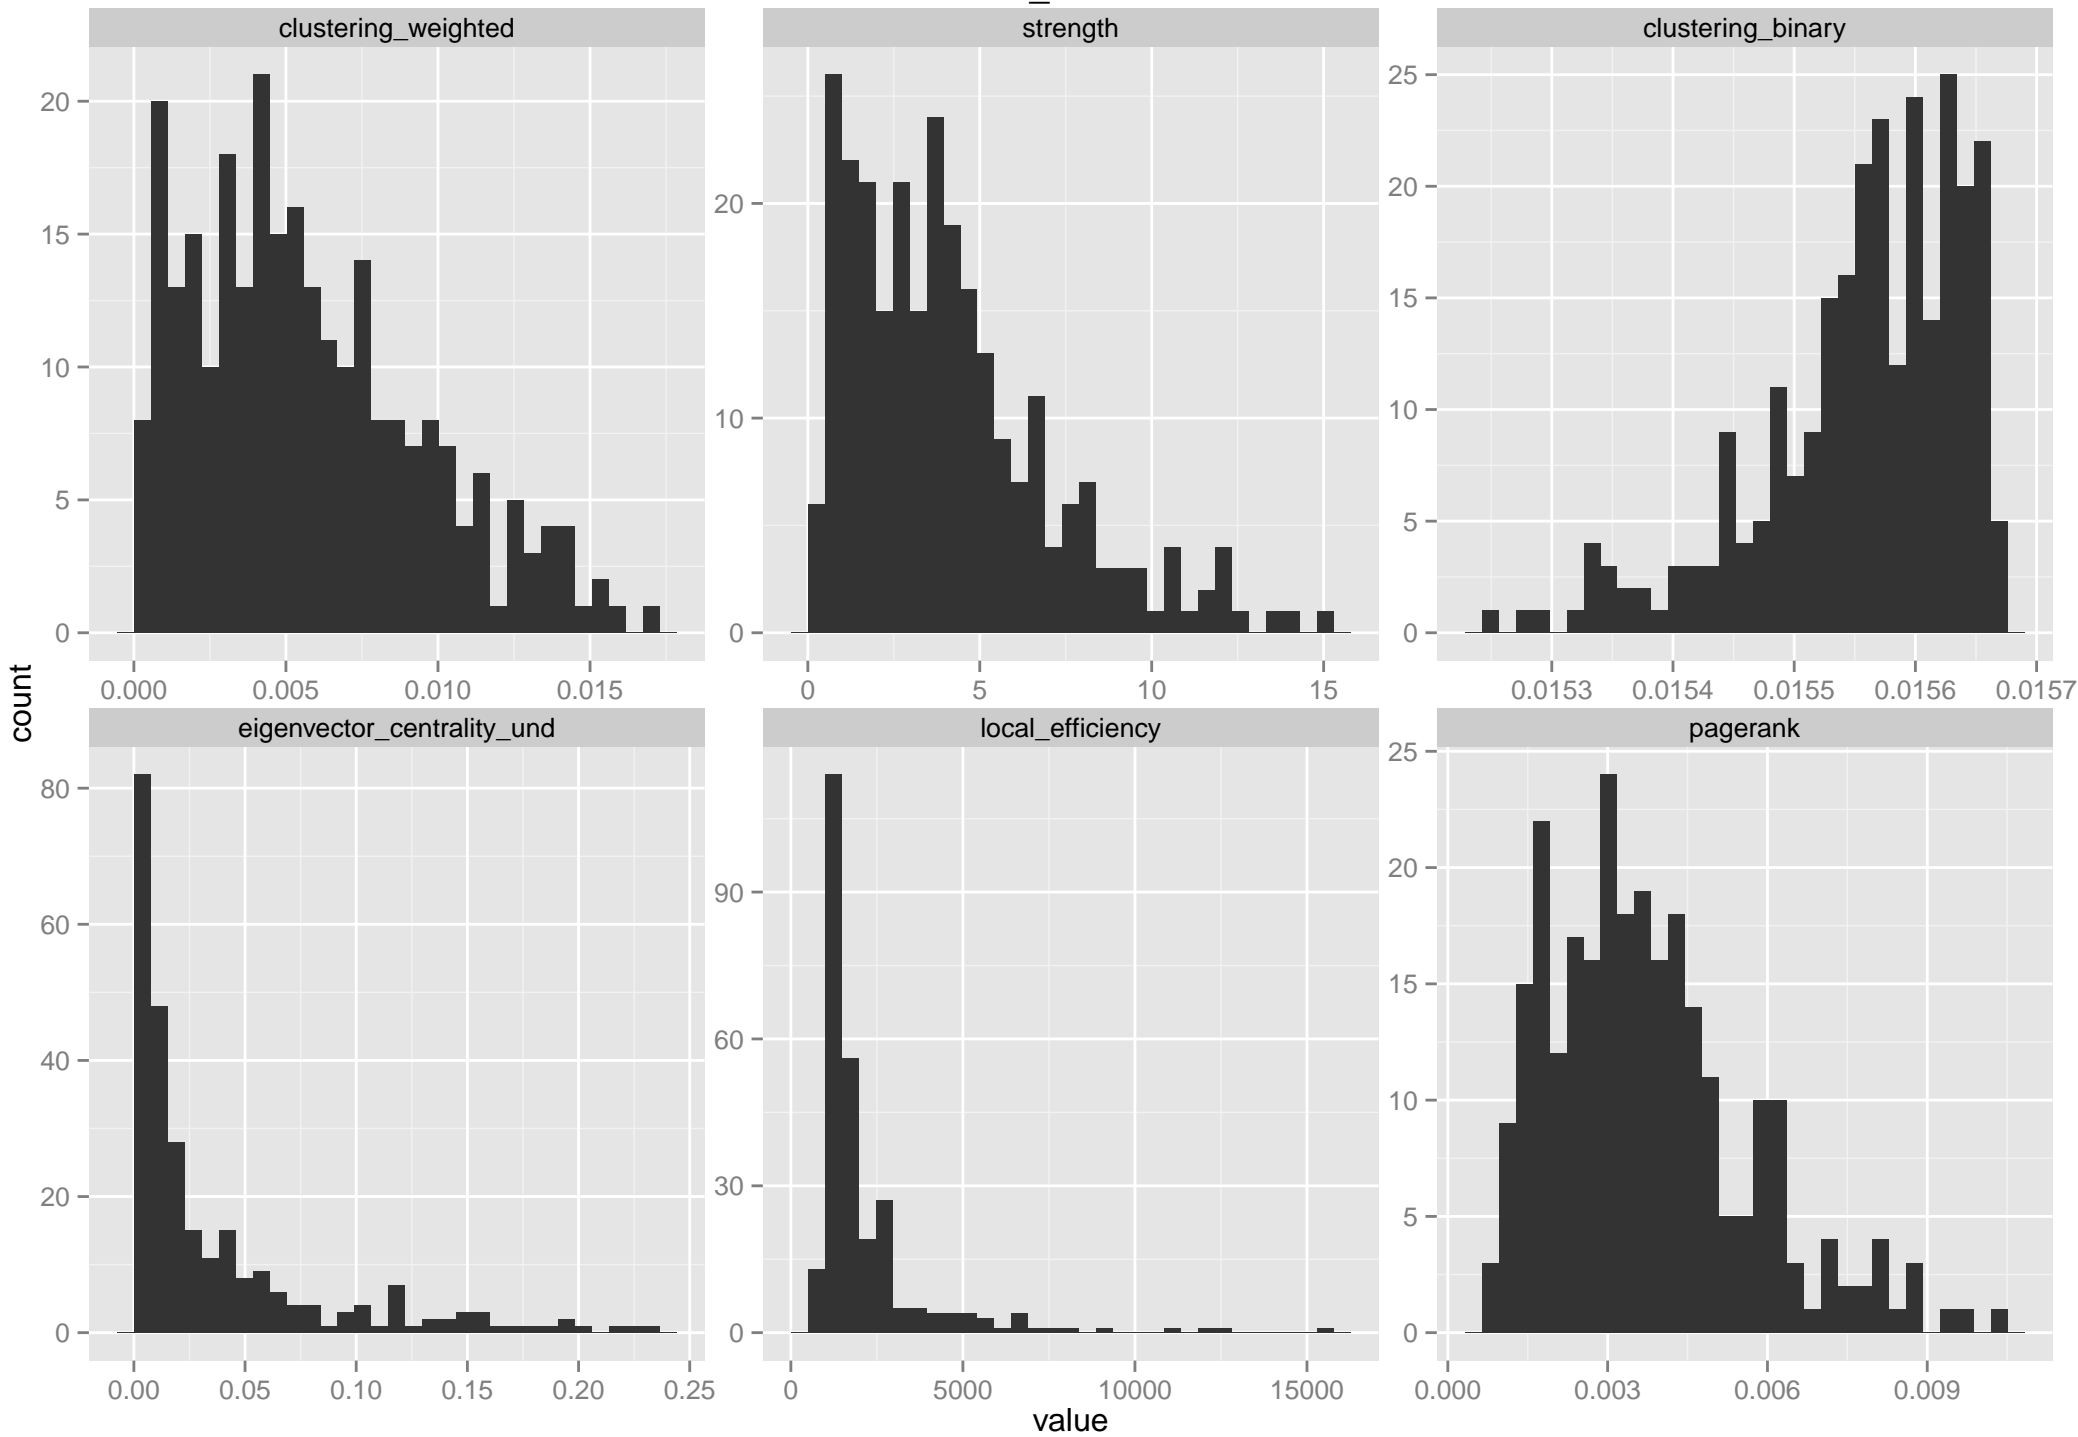 clustering_weighted
strength
clustering_binary
20
15
10
5
0
20
10
0
25
20
15
10
5
0
0.000 0.005 0.010 0.015
0 5 10 15
0.0153 0.0154 0.0155 0.0156 0.0157
count
eigenvector_centrality_und
local_efficiency
pagerank
80
60
40
20
0
90
60
30
0
25
20
15
10
5
0
0.00 0.05 0.10 0.15 0.20 0.25
0 5000 10000 15000
0.000 0.003 0.006 0.009
value